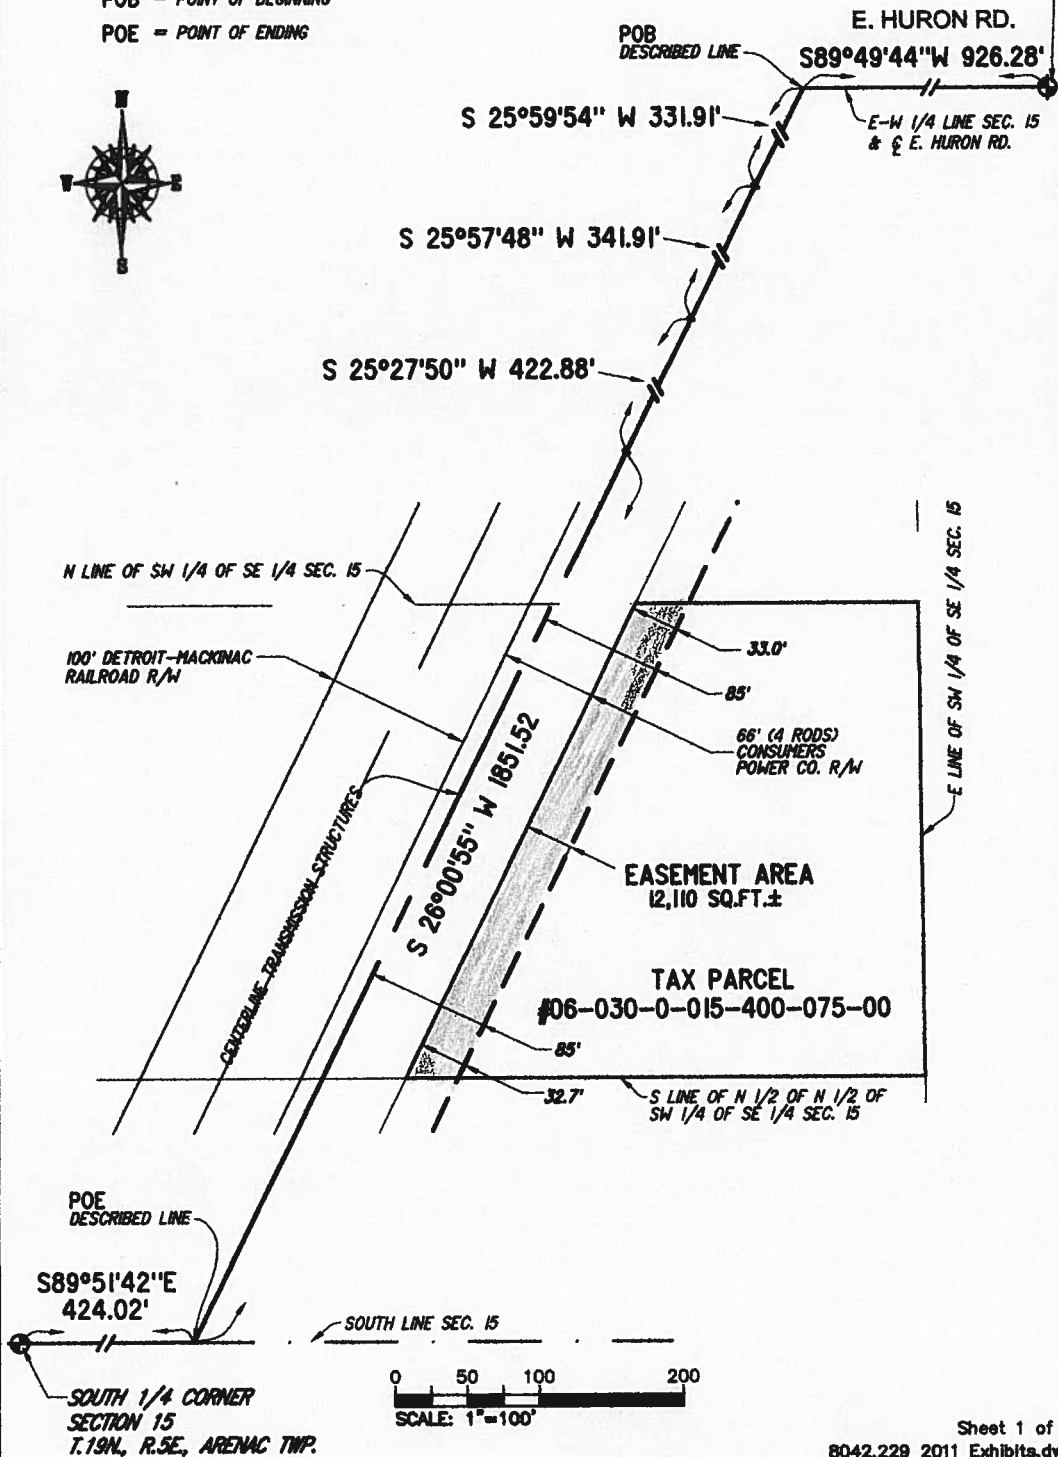 POB = POINT OF BEGINNING
POE = POINT OF ENDING
E. HURON RD.
POB
DESCRIBED LINE
S89°49'44"W 926.28'
N
W
E
S
S 25°59'54" W 331.91'
E-W 1/4 LINE SEC. 15
& ℄ E. HURON RD.
S 25°57'48" W 341.91'
S 25°27'50" W 422.88'
N LINE OF SW 1/4 OF SE 1/4 SEC. 15
E LINE OF SW 1/4 OF SE 1/4 SEC. 15
100' DETROIT-MACKINAC
RAILROAD R/W
33.0'
85'
66' (4 RODS)
CONSUMERS
POWER CO. R/W
CENTERLINE TRANSMISSION STRUCTURES
S 26°00'55" W 1851.52
EASEMENT AREA
12,110 SQ.FT.±
TAX PARCEL
#06-030-0-015-400-075-00
85'
32.7'
S LINE OF N 1/2 OF N 1/2 OF
SW 1/4 OF SE 1/4 SEC. 15
POE
DESCRIBED LINE
S89°51'42"E
424.02'
SOUTH LINE SEC. 15
0 50 100 200
SCALE: 1"=100'
SOUTH 1/4 CORNER
SECTION 15
T.19N., R.5E., ARENAC TWP.
Sheet 1 of
8042.229 2011 Exhibits.dw